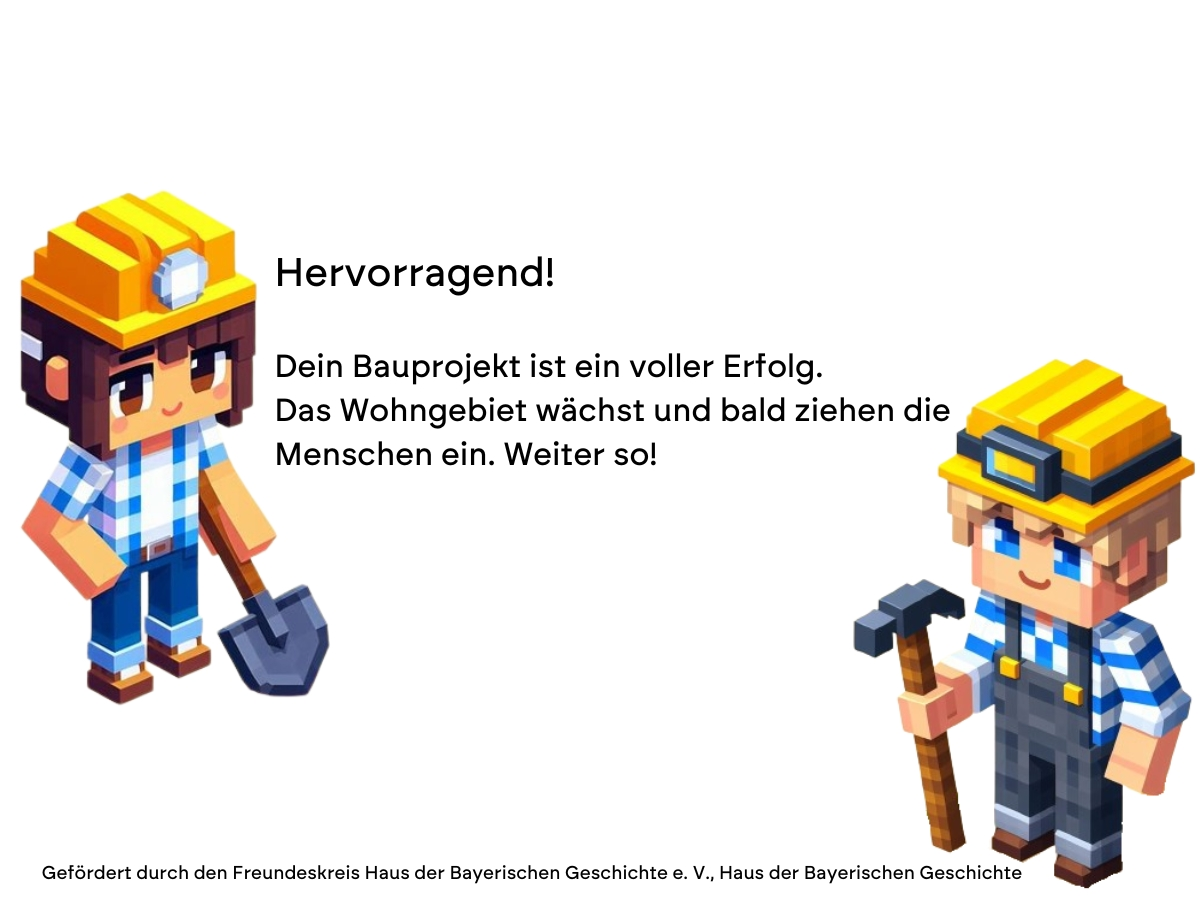 Hervorragend!
Dein Bauprojekt ist ein voller Erfolg.
Das Wohngebiet wächst und bald ziehen die
Menschen ein. Weiter so!
Gefördert durch den Freundeskreis Haus der Bayerischen Geschichte e. V., Haus der Bayerischen Geschichte